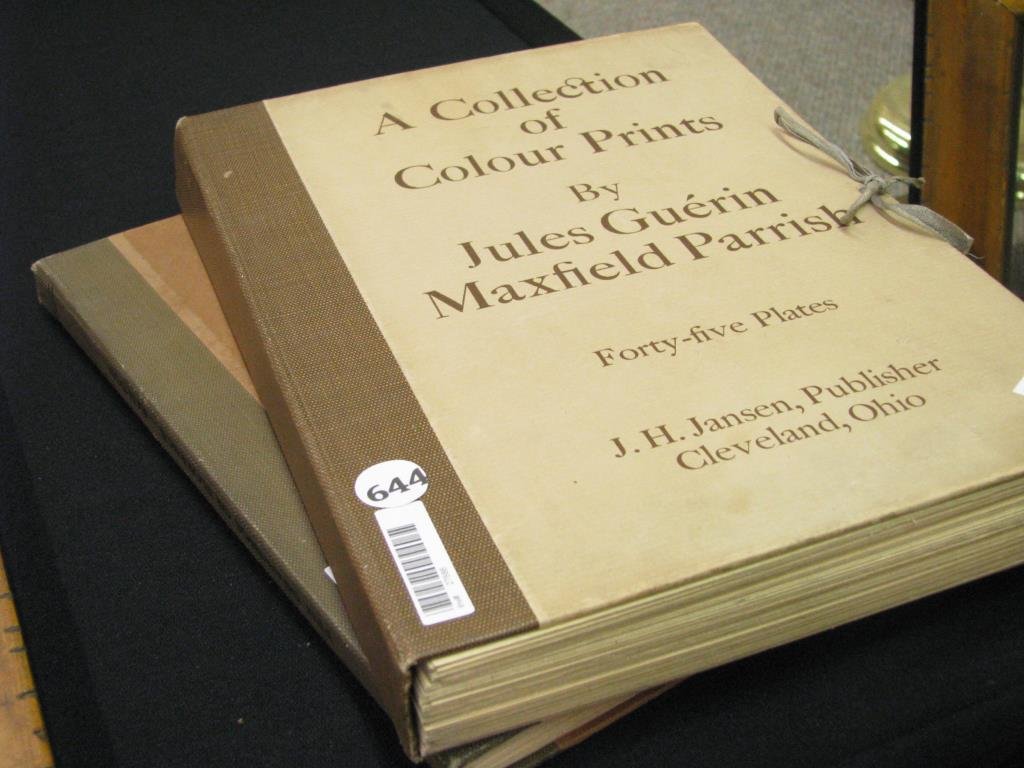 A Collection
of
Colour Prints
By
Jules Guérin
Maxfield Parrish
Forty-five Plates
J. H. Jansen, Publisher
Cleveland, Ohio
644